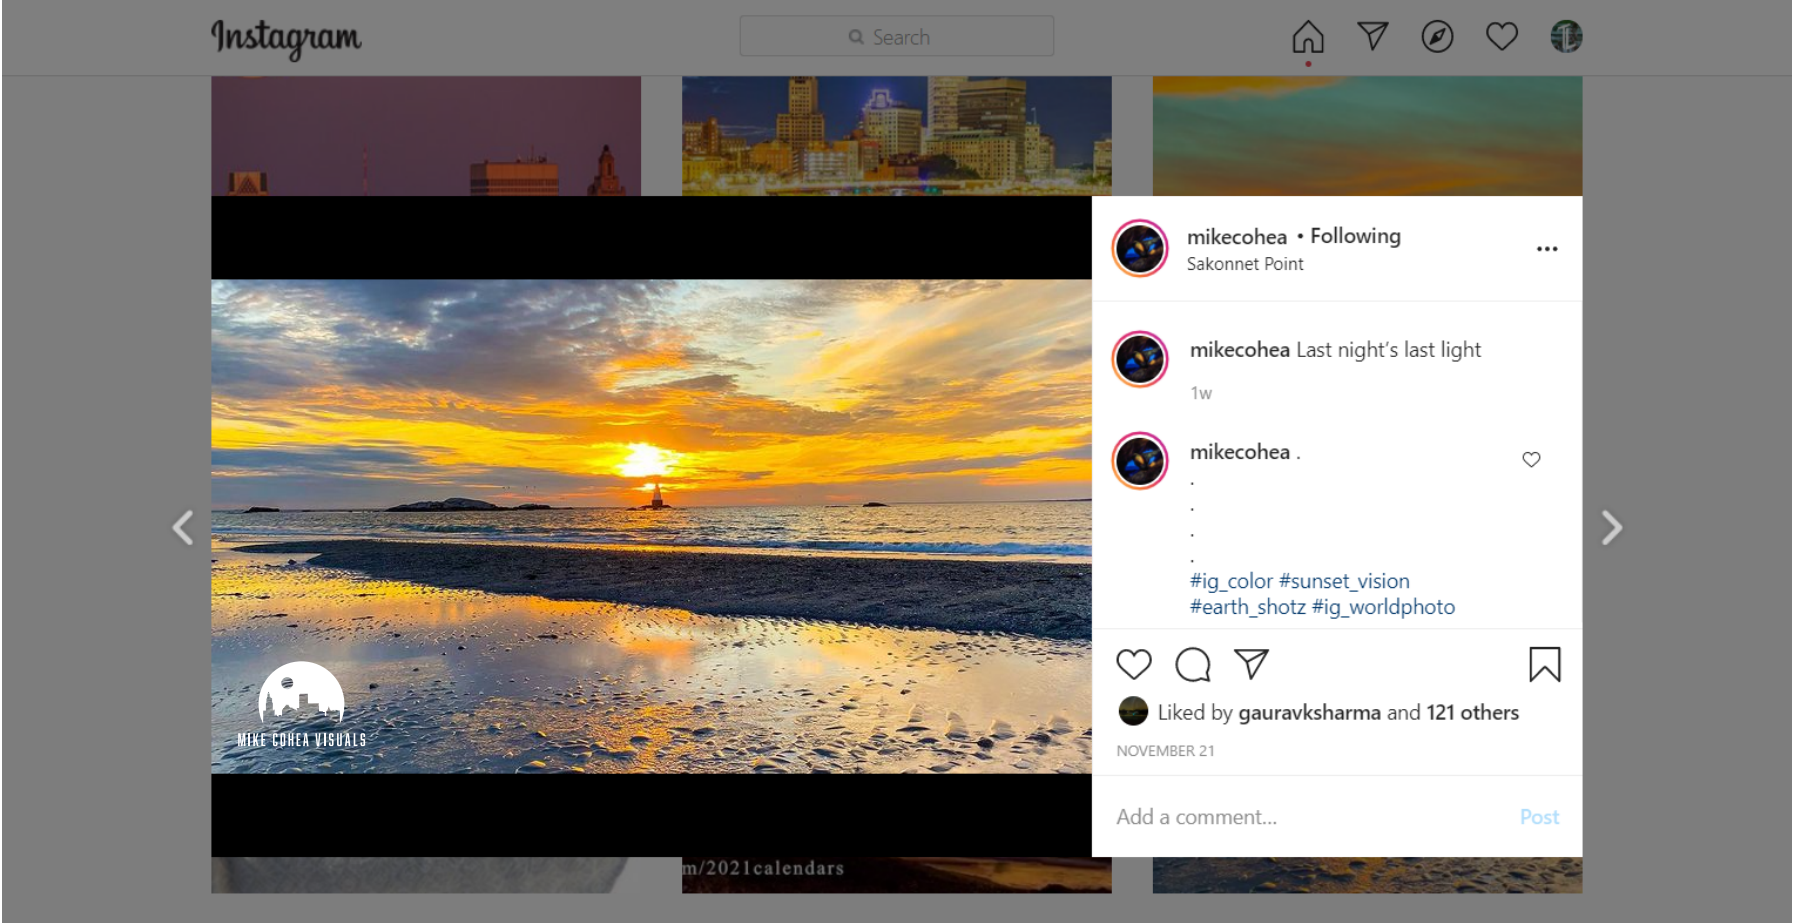 Instagram
Search
mikecohea • Following
Sakonnet Point
mikecohea Last night's last light
1w
mikecohea .
.
.
.
.
#ig_color #sunset_vision
#earth_shotz #ig_worldphoto
MIKE COHEA VISUALS
Liked by gauravksharma and 121 others
NOVEMBER 21
Add a comment...
Post
m/2021calendars